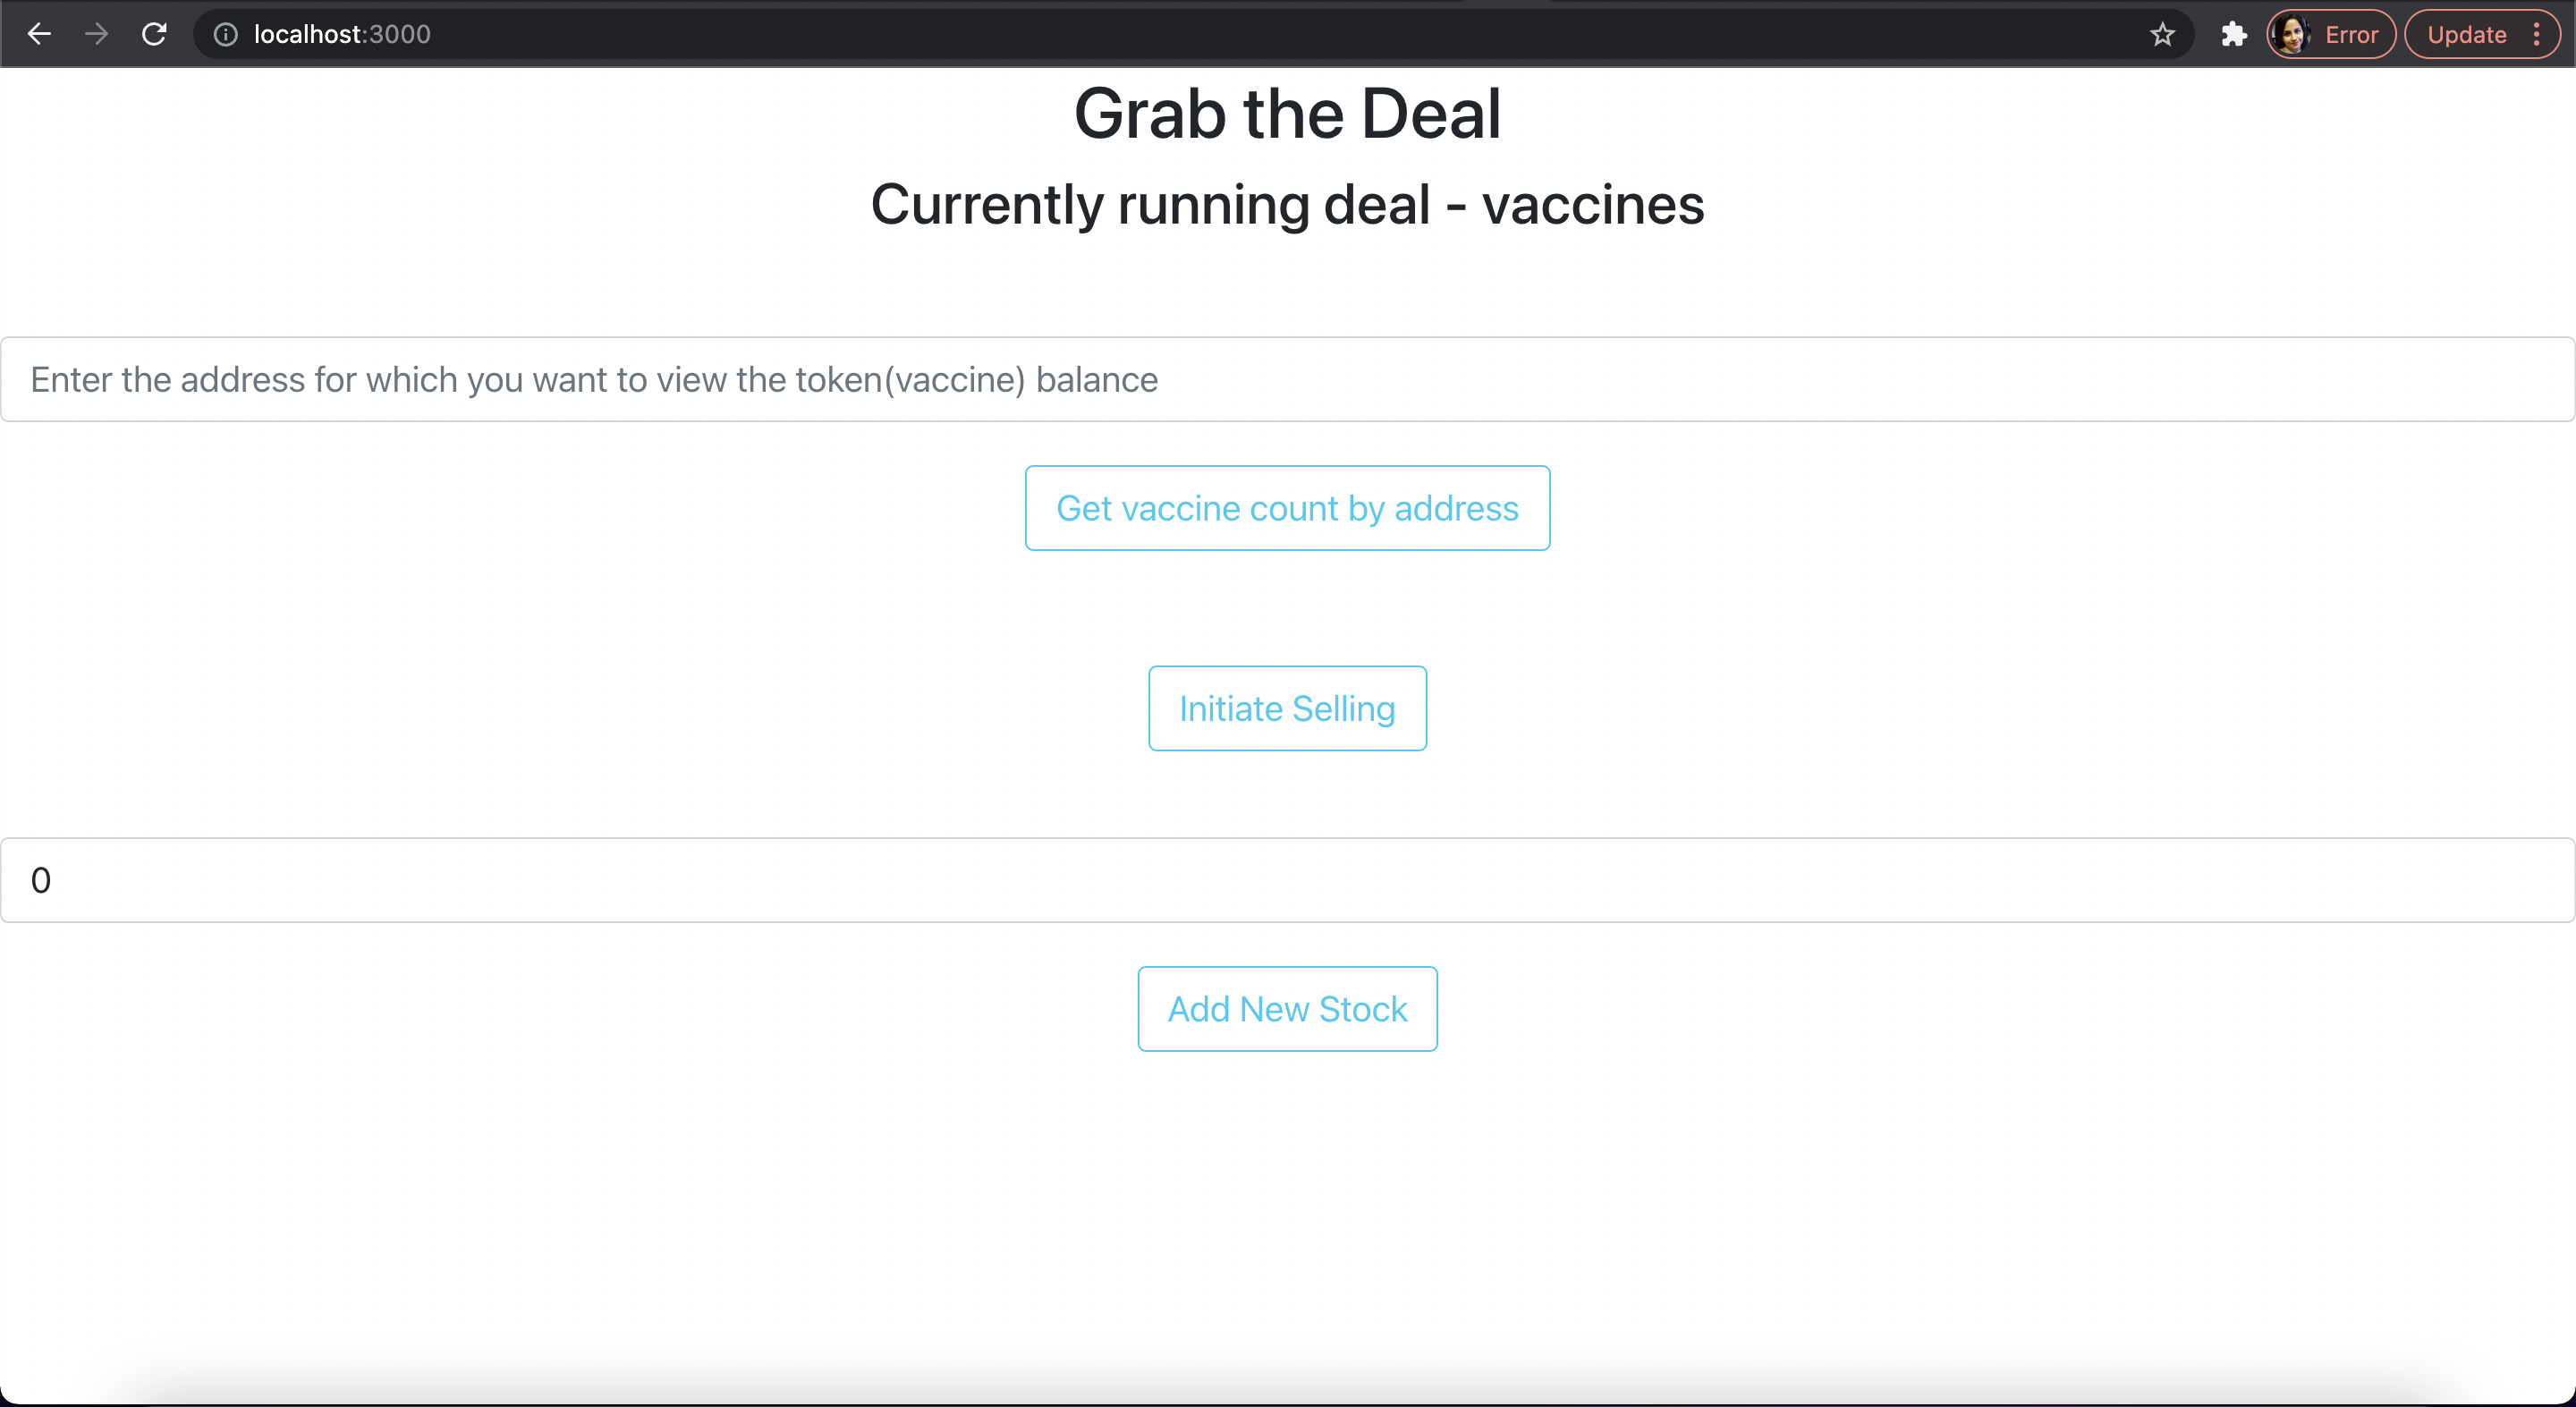 localhost:3000
Error
Update
Grab the Deal
Currently running deal - vaccines
Enter the address for which you want to view the token(vaccine) balance
Get vaccine count by address
Initiate Selling
0
Add New Stock